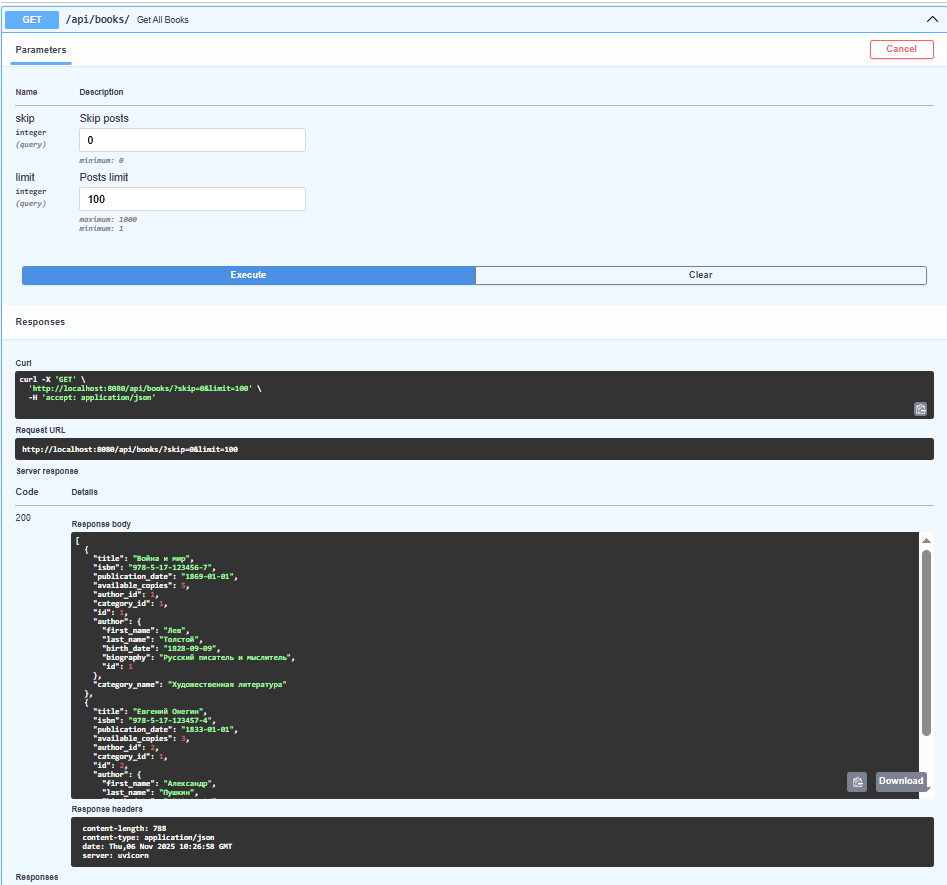 GET /api/books/ Get All Books
Parameters
Cancel
Name Description
skip Skip posts
integer
(query)
0
minimum: 0
limit Posts limit
integer
(query)
100
maximum: 1000
minimum: 1
Execute Clear
Responses
Curl
curl -X 'GET' \
'http://localhost:8080/api/books/?skip=0&limit=100' \
-H 'accept: application/json'
Request URL
http://localhost:8080/api/books/?skip=0&limit=100
Server response
Code Details
200
Response body
[
{
"title": "Война и мир",
"isbn": "978-5-17-123456-7",
"publication_date": "1869-01-01",
"available_copies": 5,
"author_id": 1,
"category_id": 1,
"id": 1,
"author": {
"first_name": "Лев",
"last_name": "Толстой",
"birth_date": "1828-09-09",
"biography": "Русский писатель и мыслитель",
"id": 1
},
"category_name": "Художественная литература"
},
{
"title": "Евгений Онегин",
"isbn": "978-5-17-123457-4",
"publication_date": "1833-01-01",
"available_copies": 3,
"author_id": 2,
"category_id": 1,
"id": 2,
"author": {
"first_name": "Александр",
"last_name": "Пушкин",
Download
Response headers
content-length: 788
content-type: application/json
date: Thu,06 Nov 2025 10:26:58 GMT
server: uvicorn
Responses